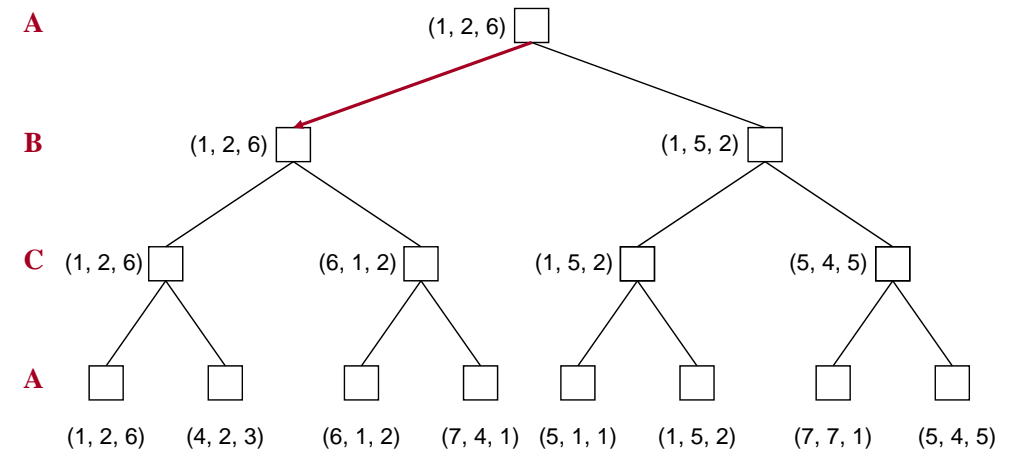 A (1, 2, 6)
B (1, 2, 6) (1, 5, 2)
C (1, 2, 6) (6, 1, 2) (1, 5, 2) (5, 4, 5)
A
(1, 2, 6) (4, 2, 3) (6, 1, 2) (7, 4, 1) (5, 1, 1) (1, 5, 2) (7, 7, 1) (5, 4, 5)